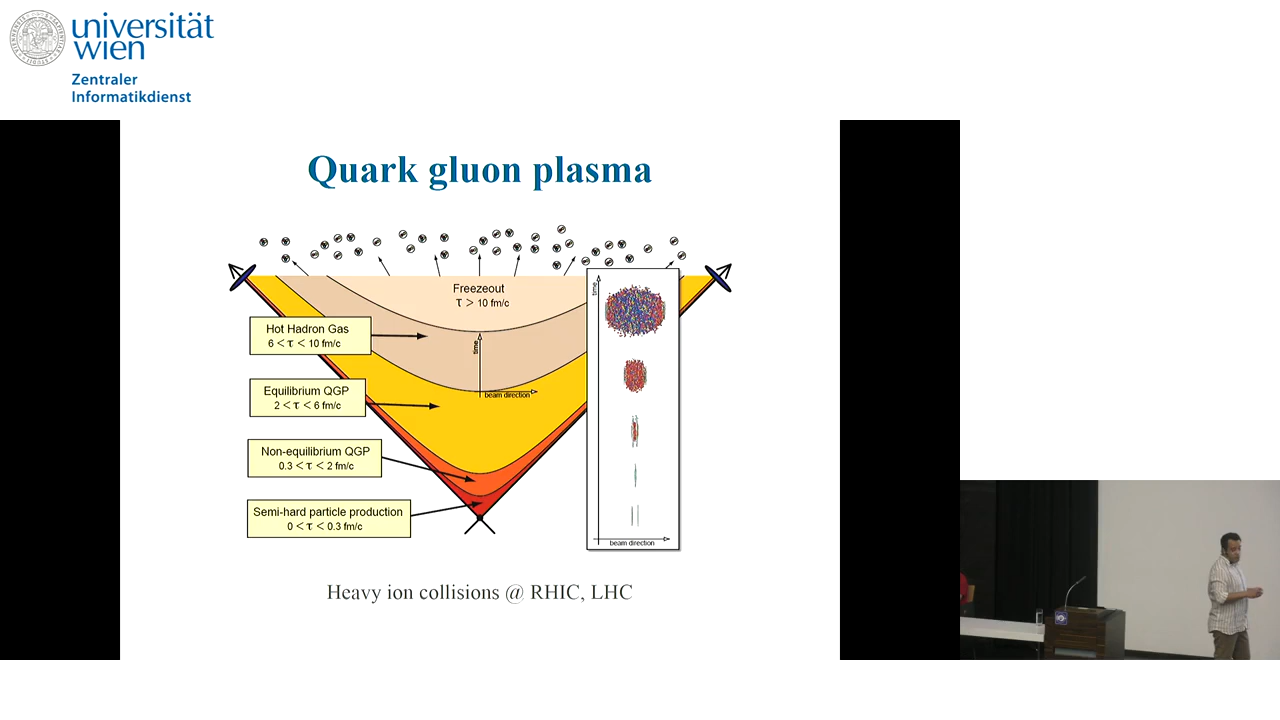 universität
wien
Zentraler
Informatikdienst
Quark gluon plasma
Freezeout
τ > 10 fm/c
Hot Hadron Gas
6 < τ < 10 fm/c
Equilibrium QGP
2 < τ < 6 fm/c
Non-equilibrium QGP
0.3 < τ < 2 fm/c
Semi-hard particle production
0 < τ < 0.3 fm/c
time
beam direction
time
beam direction
Heavy ion collisions @ RHIC, LHC